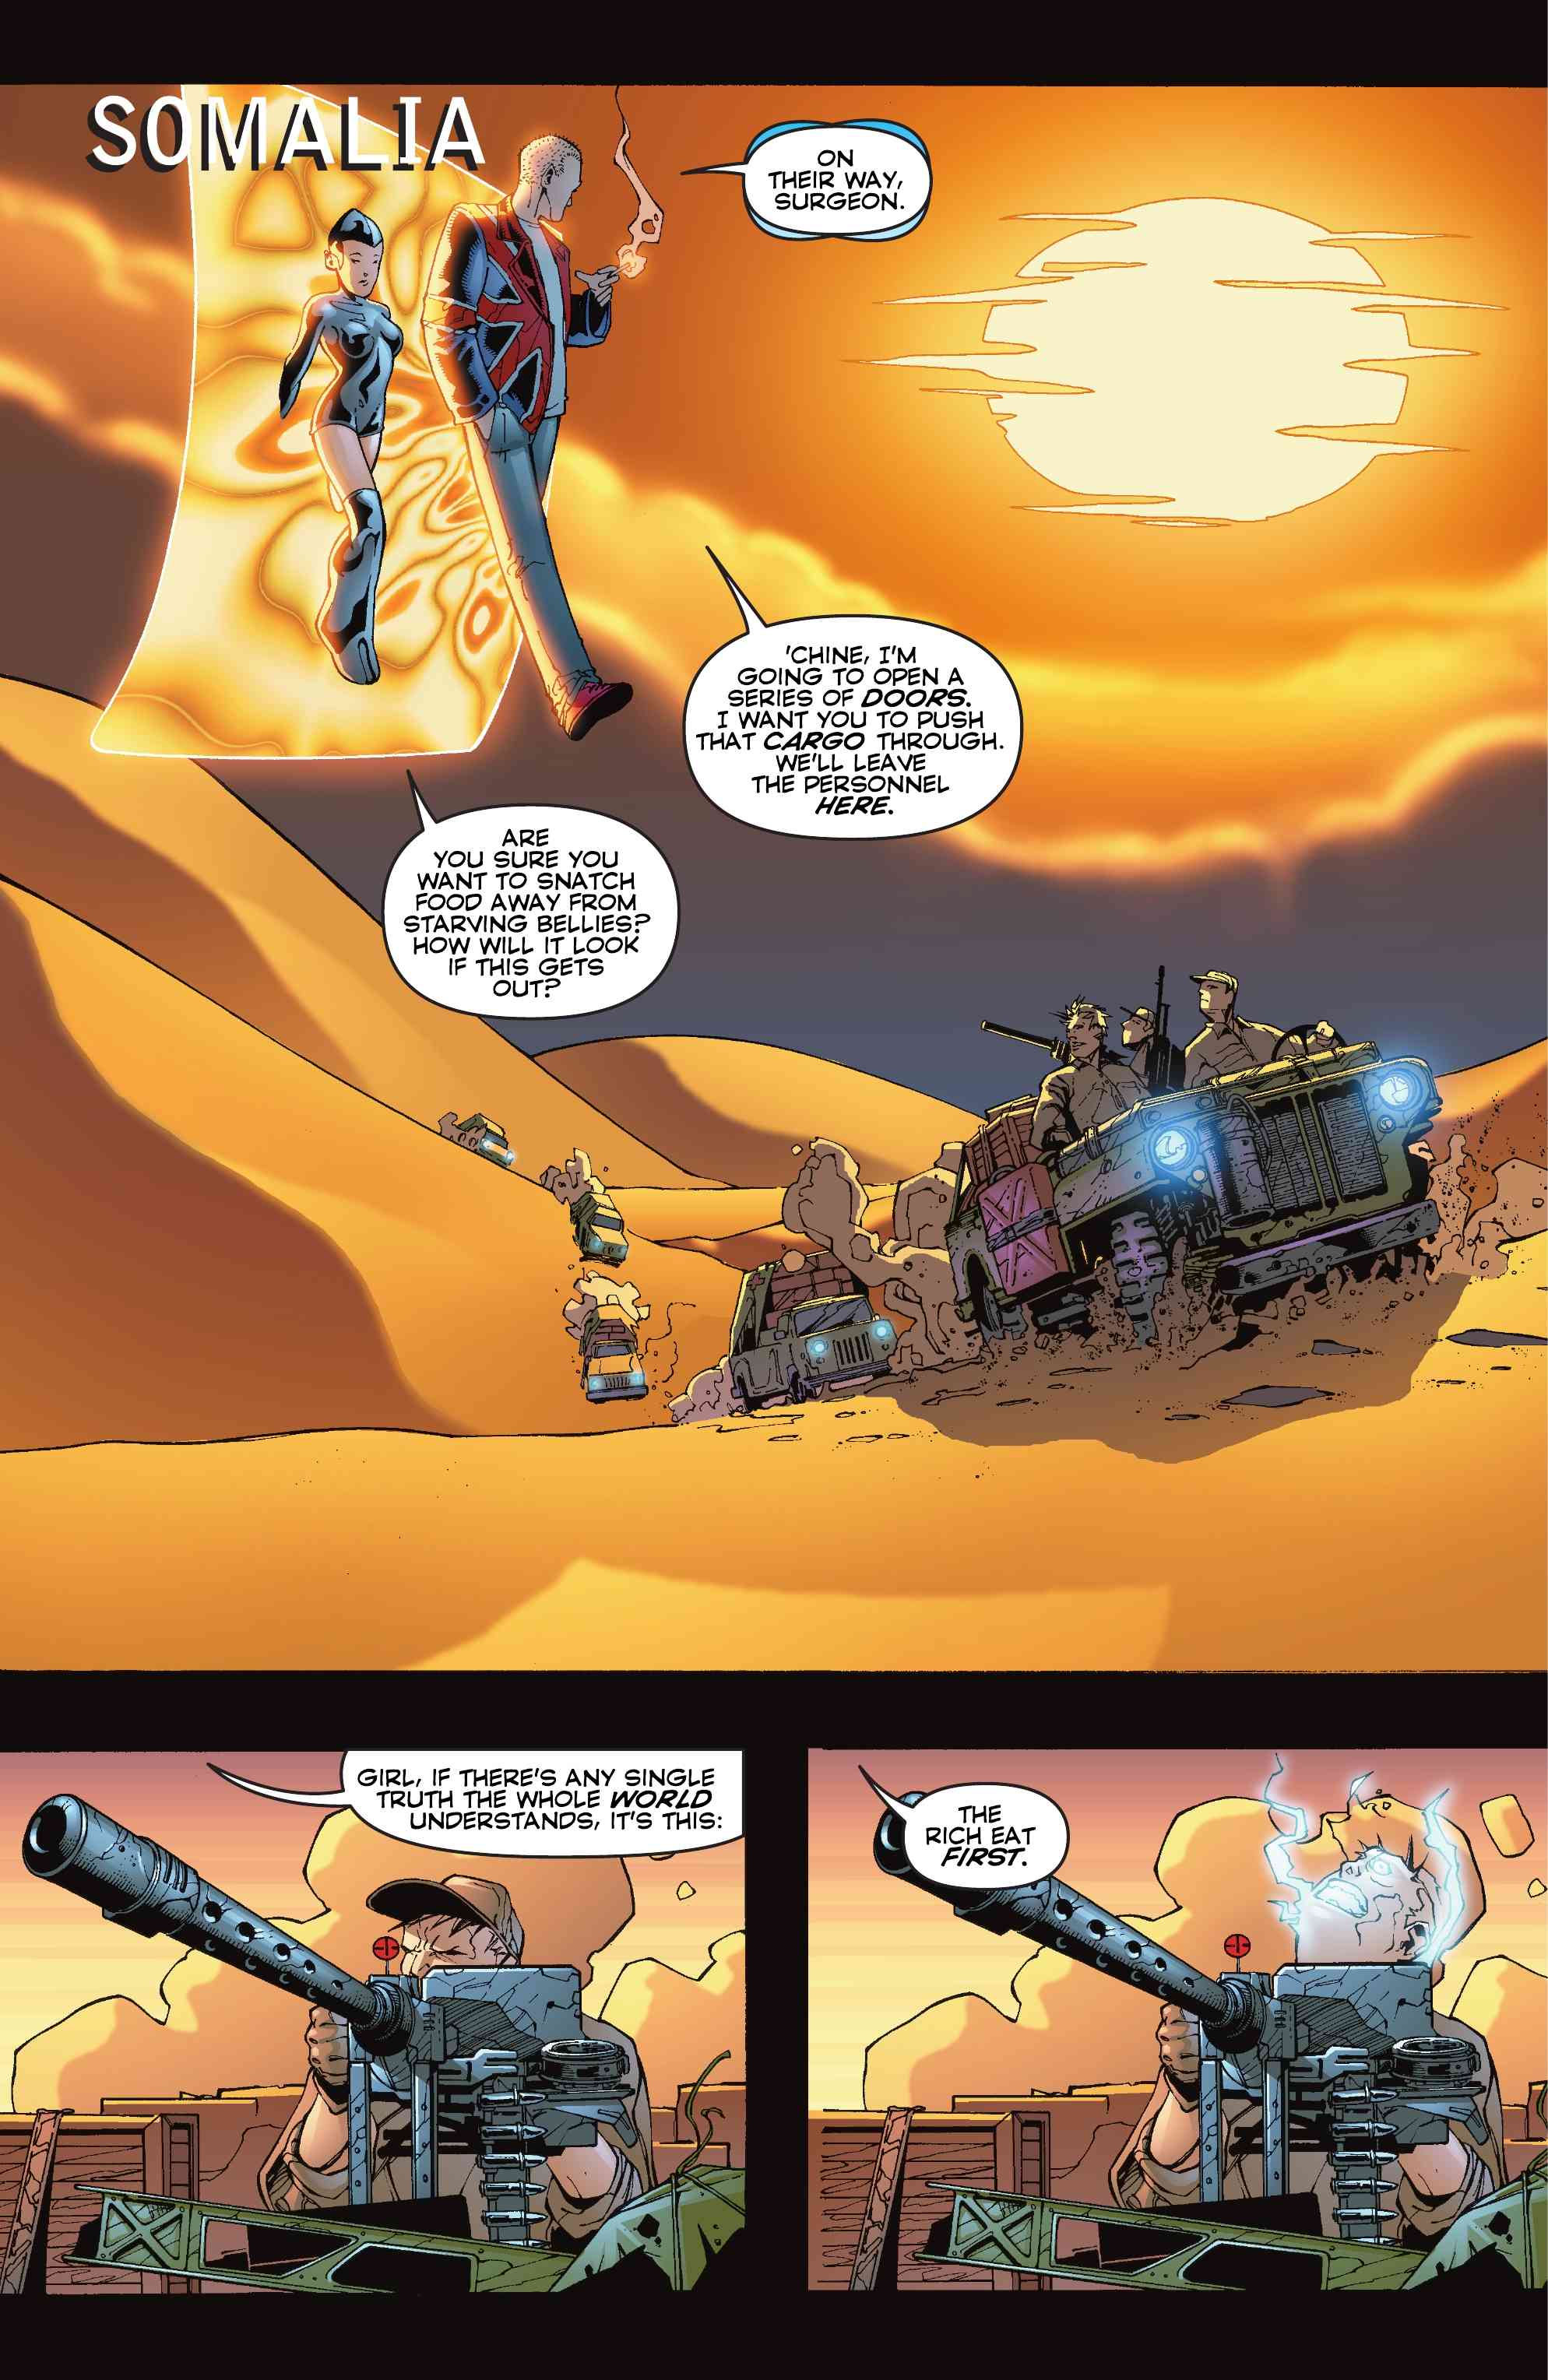 SOMALIA
ON
THEIR WAY,
SURGEON.
'CHINE, I'M
GOING TO OPEN A
SERIES OF DOORS.
I WANT YOU TO PUSH
THAT CARGO THROUGH.
WE'LL LEAVE
THE PERSONNEL
HERE.
ARE
YOU SURE YOU
WANT TO SNATCH
FOOD AWAY FROM
STARVING BELLIES?
HOW WILL IT LOOK
IF THIS GETS
OUT?
GIRL, IF THERE'S ANY SINGLE
TRUTH THE WHOLE WORLD
UNDERSTANDS, IT'S THIS:
THE
RICH EAT
FIRST.